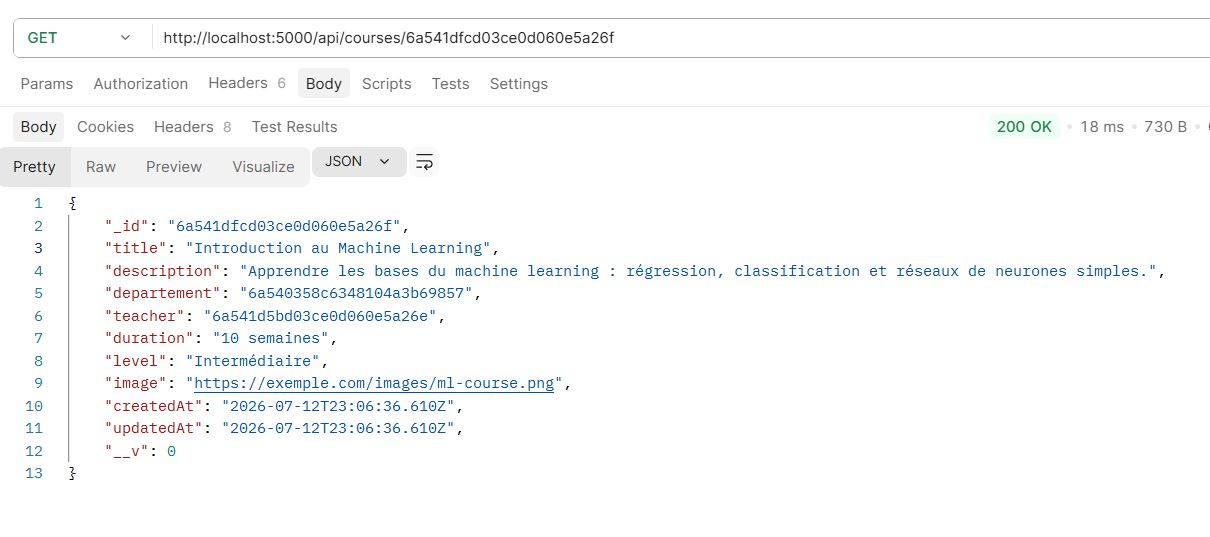 GET http://localhost:5000/api/courses/6a541dfcd03ce0d060e5a26f
Params Authorization Headers 6 Body Scripts Tests Settings
Body Cookies Headers 8 Test Results 200 OK • 18 ms • 730 B •
Pretty Raw Preview Visualize JSON
1 {
2 "_id": "6a541dfcd03ce0d060e5a26f",
3 "title": "Introduction au Machine Learning",
4 "description": "Apprendre les bases du machine learning : régression, classification et réseaux de neurones simples.",
5 "departement": "6a540358c6348104a3b69857",
6 "teacher": "6a541d5bd03ce0d060e5a26e",
7 "duration": "10 semaines",
8 "level": "Intermédiaire",
9 "image": "https://exemple.com/images/ml-course.png",
10 "createdAt": "2026-07-12T23:06:36.610Z",
11 "updatedAt": "2026-07-12T23:06:36.610Z",
12 "__v": 0
13 }